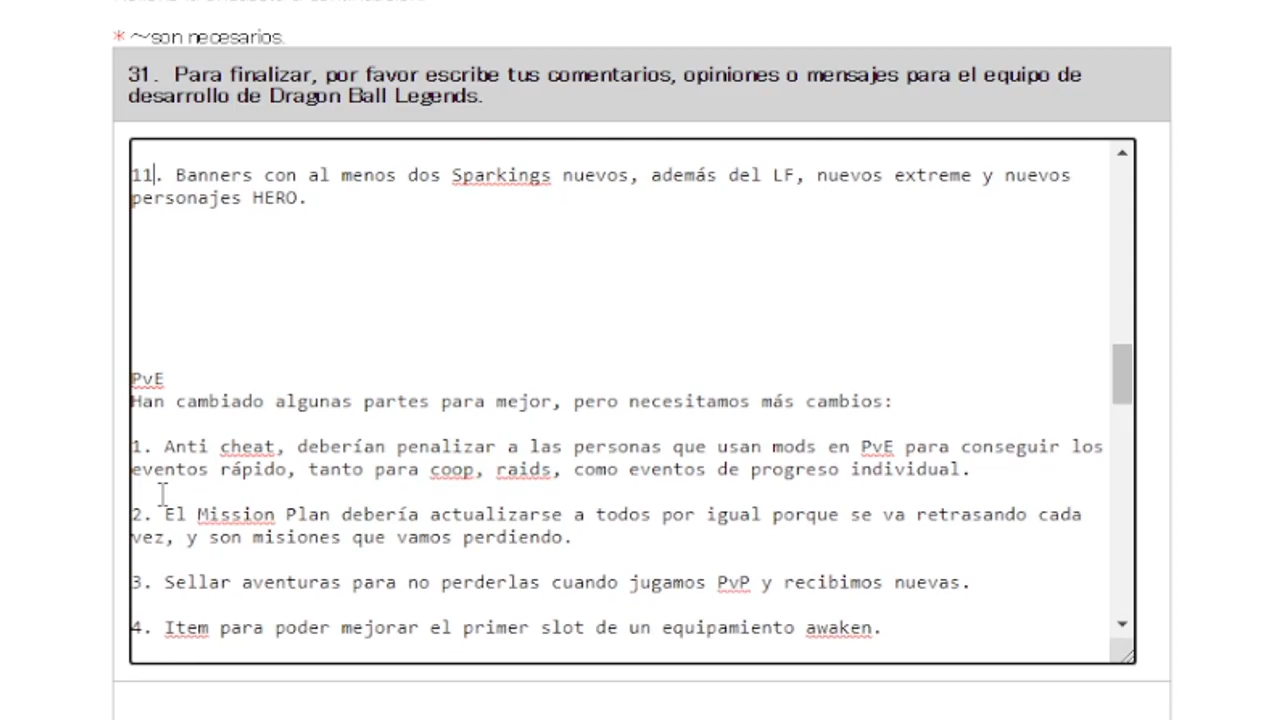 * ~son necesarios.
31. Para finalizar, por favor escribe tus comentarios, opiniones o mensajes para el equipo de
desarrollo de Dragon Ball Legends.
11. Banners con al menos dos Sparkings nuevos, además del LF, nuevos extreme y nuevos
personajes HERO.
PvE
Han cambiado algunas partes para mejor, pero necesitamos más cambios:
1. Anti cheat, deberían penalizar a las personas que usan mods en PvE para conseguir los
eventos rápido, tanto para coop, raids, como eventos de progreso individual.
2. El Mission Plan debería actualizarse a todos por igual porque se va retrasando cada
vez, y son misiones que vamos perdiendo.
3. Sellar aventuras para no perderlas cuando jugamos PvP y recibimos nuevas.
4. Item para poder mejorar el primer slot de un equipamiento awaken.